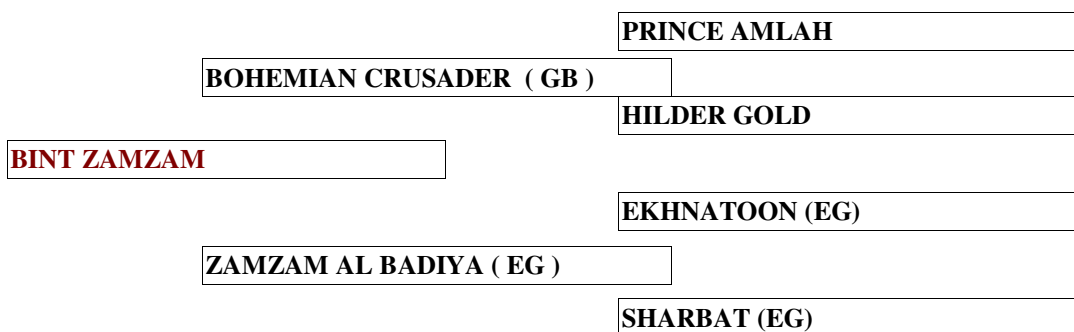 PRINCE AMLAH
BOHEMIAN CRUSADER ( GB )
HILDER GOLD
BINT ZAMZAM
EKHNATOON (EG)
ZAMZAM AL BADIYA ( EG )
SHARBAT (EG)